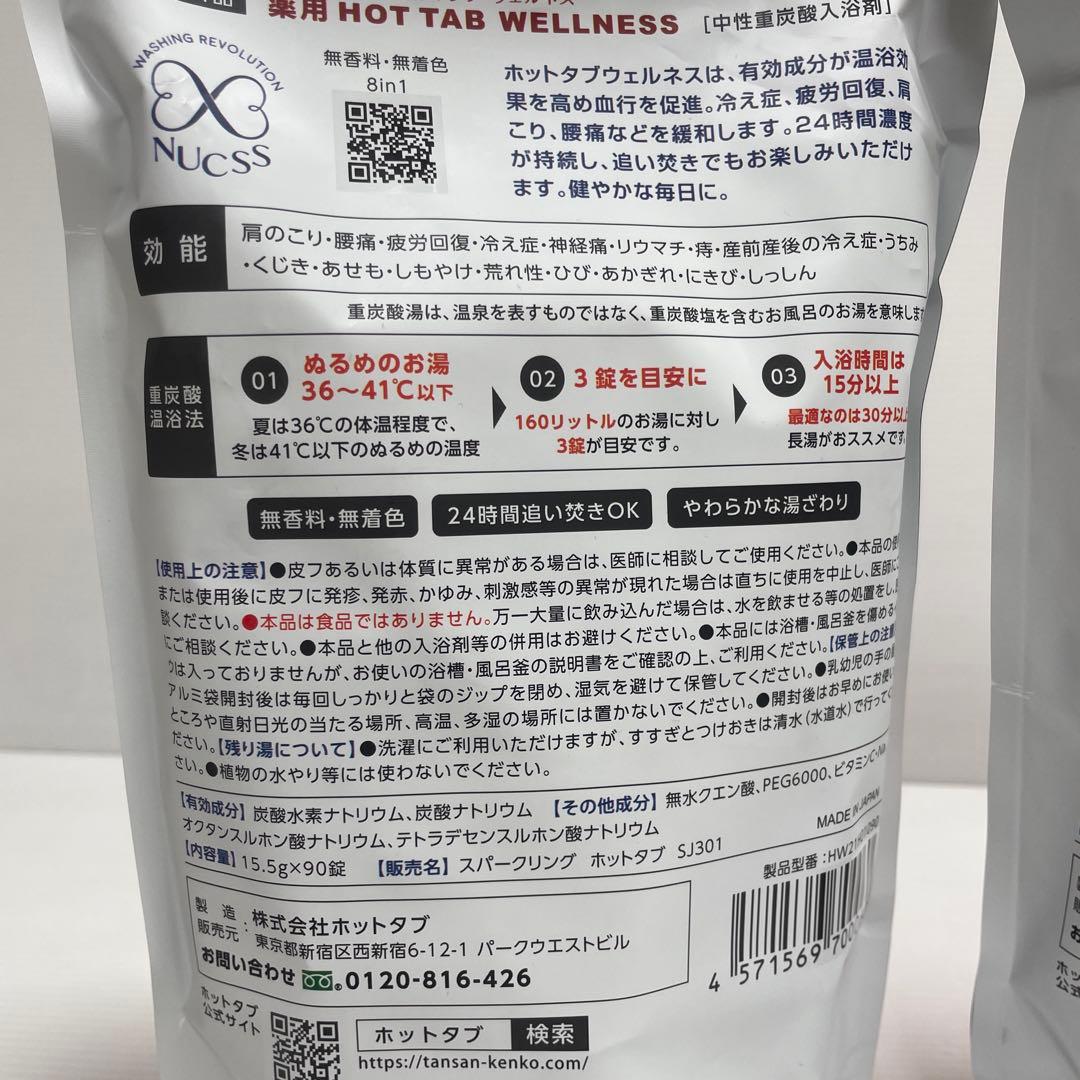 薬用 HOT TAB WELLNESS [中性重炭酸入浴剤]
WASHING REVOLUTION
NUCSS
無香料・無着色
8in1
ホットタブウェルネスは、有効成分が温浴効
果を高め血行を促進。冷え症、疲労回復、肩
こり、腰痛などを緩和します。24時間濃度
が持続し、追い焚きでもお楽しみいただけ
ます。健やかな毎日に。
効能
肩のこり・腰痛・疲労回復・冷え症・神経痛・リウマチ・痔・産前産後の冷え症・うちみ
・くじき・あせも・しもやけ・荒れ性・ひび・あかぎれ・にきび・しっしん
重炭酸湯は、温泉を表すものではなく、重炭酸塩を含むお風呂のお湯を意味しま
重炭酸
温浴法
01 ぬるめのお湯
36～41℃以下
夏は36℃の体温程度で、
冬は41℃以下のぬるめの温度
02 3錠を目安に
160リットルのお湯に対し
3錠が目安です。
03 入浴時間は
15分以上
最適なのは30分以上
長湯がおススメです
無香料・無着色
24時間追い焚きOK
やわらかな湯ざわり
【使用上の注意】●皮フあるいは体質に異常がある場合は、医師に相談してご使用ください。●本品の使
または使用後に皮フに発疹、発赤、かゆみ、刺激感等の異常が現れた場合は直ちに使用を中止し、医師に
談ください。●本品は食品ではありません。万一大量に飲み込んだ場合は、水を飲ませる等の処置をし、
にご相談ください。●本品と他の入浴剤等の併用はお避けください。●本品には浴槽・風呂釜を傷める
は入っておりませんが、お使いの浴槽・風呂釜の説明書をご確認の上、ご利用ください。【保管上の注意
アルミ袋開封後は毎回しっかりと袋のジップを閉め、湿気を避けて保管してください。●乳幼児の手の
ところや直射日光の当たる場所、高温、多湿の場所には置かないでください。●開封後はお早めにお使い
ださい。【残り湯について】●洗濯にご利用いただけますが、すすぎとつけおきは清水（水道水）で行って
さい。●植物の水やり等には使わないでください。
【有効成分】炭酸水素ナトリウム、炭酸ナトリウム 【その他成分】無水クエン酸、PEG6000、ビタミンC・Na
オクタンスルホン酸ナトリウム、テトラデセンスルホン酸ナトリウム
【内容量】15.5g×90錠 【販売名】スパークリング ホットタブ SJ301
MADE IN JAPAN
製品型番：HW21
製造：
販売元
株式会社ホットタブ
東京都新宿区西新宿6-12-1 パークウエストビル
お問い合わせ 0120-816-426
4 571569 700
ホットタブ
公式サイト
ホットタブ 検索
https://tansan-kenko.com/